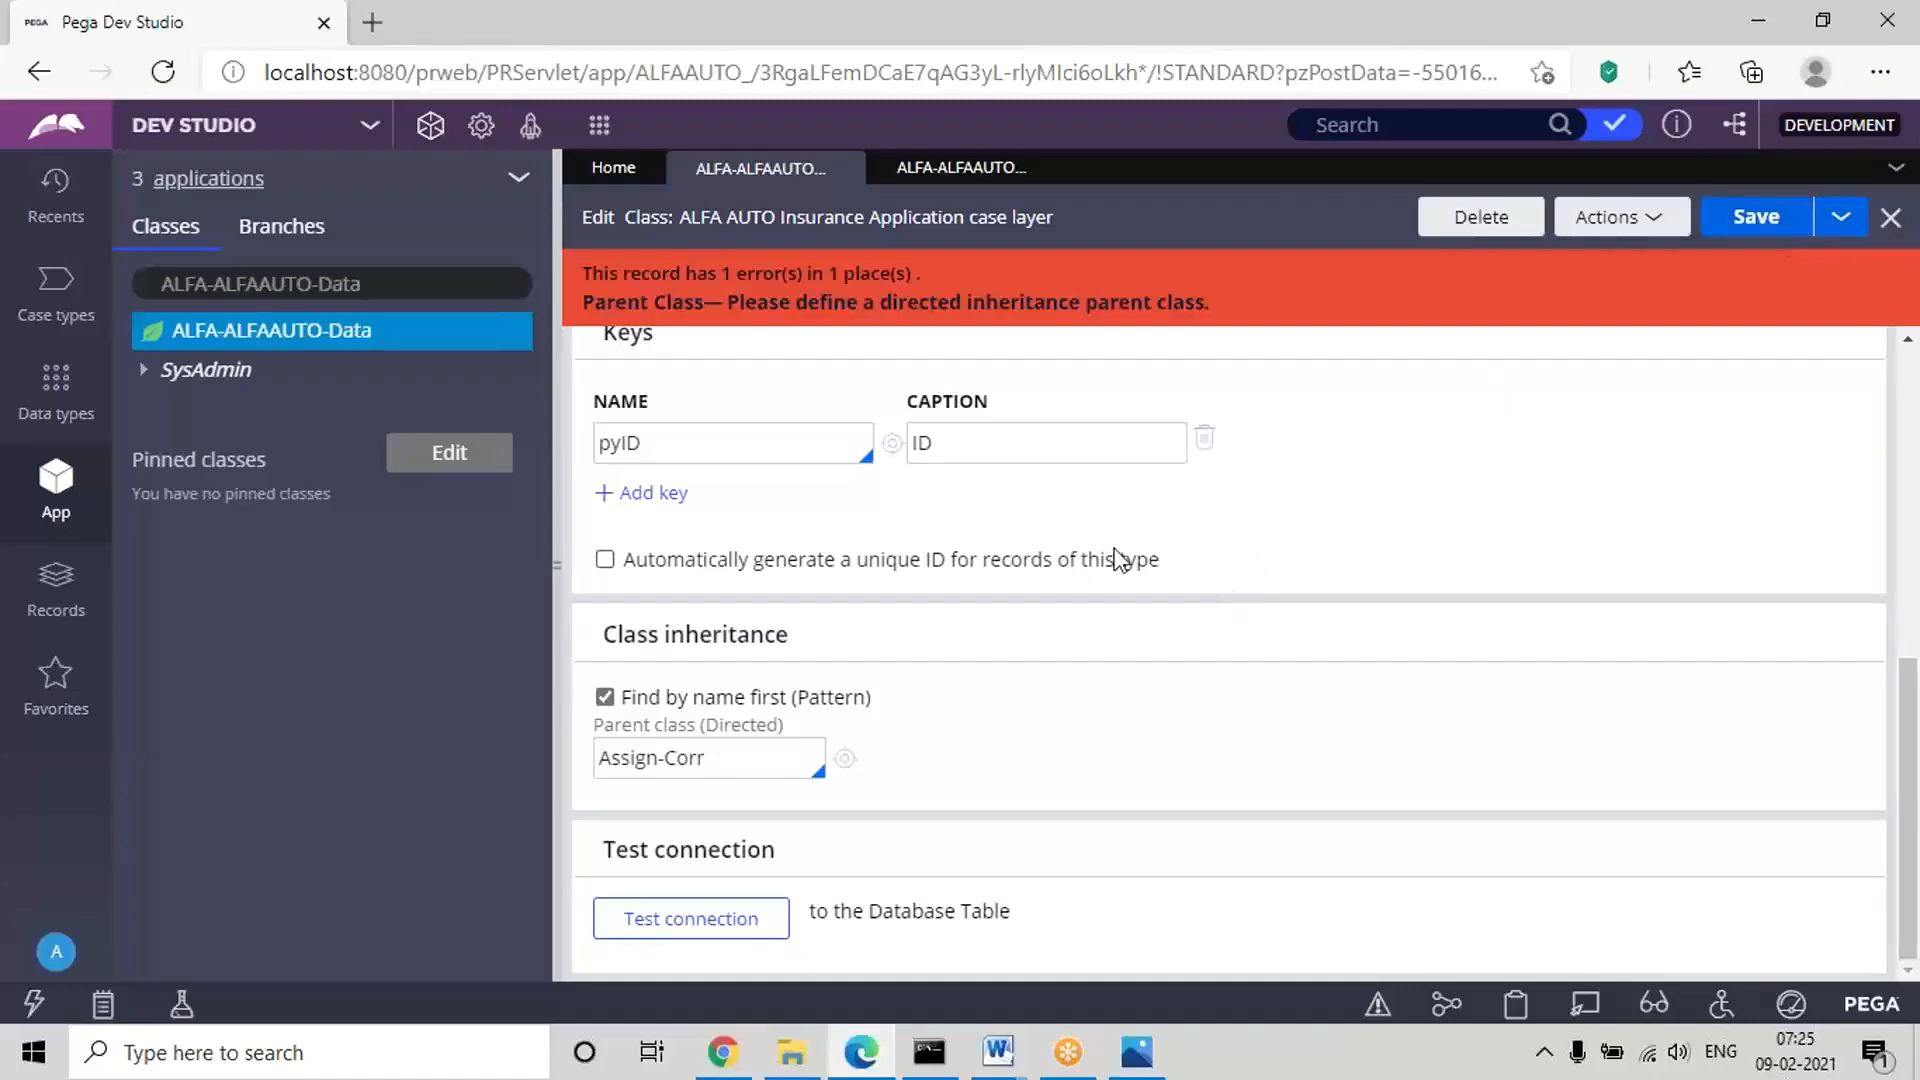 PEGA Pega Dev Studio
localhost:8080/prweb/PRServlet/app/ALFAAUTO_/3RgaLFemDCaE7qAG3yL-rlyMIci6oLkh*/!STANDARD?pzPostData=-55016...
DEV STUDIO
Search
DEVELOPMENT
Recents
Case types
Data types
App
Records
Favorites
A
3 applications
Classes Branches
ALFA-ALFAAUTO-Data
ALFA-ALFAAUTO-Data
SysAdmin
Pinned classes Edit
You have no pinned classes
Home ALFA-ALFAAUTO... ALFA-ALFAAUTO...
Edit Class: ALFA AUTO Insurance Application case layer
Delete Actions Save
This record has 1 error(s) in 1 place(s) .
Parent Class— Please define a directed inheritance parent class.
Keys
NAME CAPTION
pyID ID
+ Add key
Automatically generate a unique ID for records of this type
Class inheritance
Find by name first (Pattern)
Parent class (Directed)
Assign-Corr
Test connection
Test connection to the Database Table
PEGA
Type here to search
ENG
07:25
09-02-2021
1